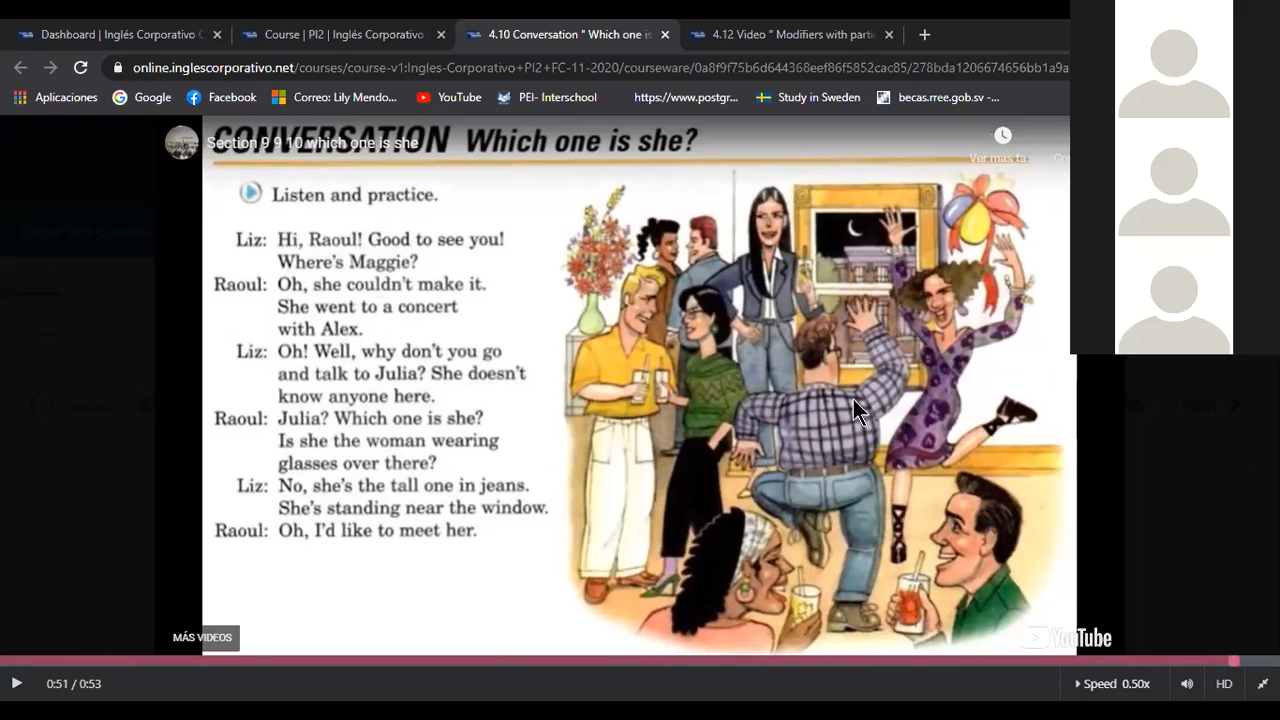 Dashboard | Inglés Corporativo C
Course | PI2 | Inglés Corporativo
4.10 Conversation " Which one is
4.12 Video " Modifiers with parti
online.inglescorporativo.net/courses/course-v1:Ingles-Corporativo+PI2+FC-11-2020/courseware/0a8f9f75b6d644368eef86f5852cac85/278bda1206674656bb1a9a
Aplicaciones
Google
Facebook
Correo: Lily Mendo...
YouTube
PEI- Interschool
https://www.postgr...
Study in Sweden
becas.rree.gob.sv -...
CONVERSATION Which one is she?
Section 9 9 10 which one is she
Ver más ta...
Listen and practice.
Liz: Hi, Raoul! Good to see you!
Where's Maggie?
Raoul: Oh, she couldn't make it.
She went to a concert
with Alex.
Liz: Oh! Well, why don't you go
and talk to Julia? She doesn't
know anyone here.
Raoul: Julia? Which one is she?
Is she the woman wearing
glasses over there?
Liz: No, she's the tall one in jeans.
She's standing near the window.
Raoul: Oh, I'd like to meet her.
MÁS VIDEOS
YouTube
0:51 / 0:53
Speed 0.50x
HD